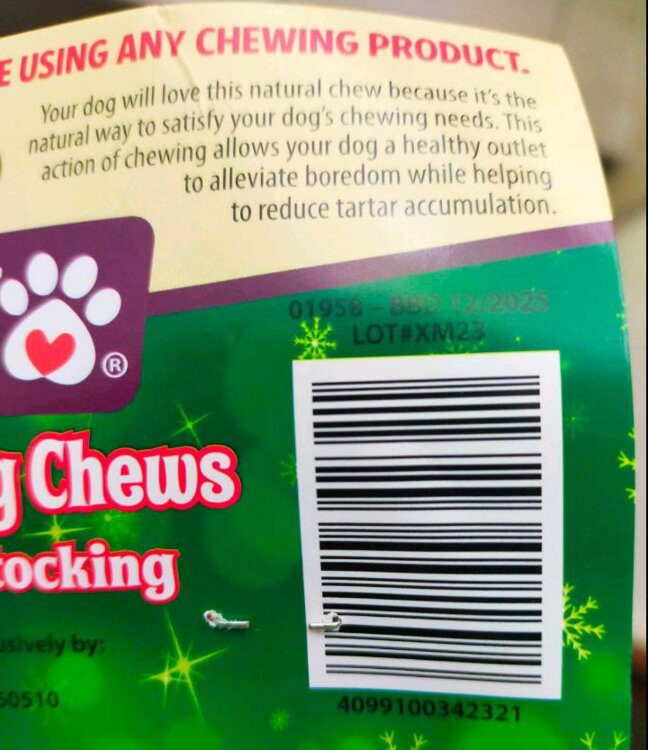 E USING ANY CHEWING PRODUCT.
Your dog will love this natural chew because it's the
natural way to satisfy your dog's chewing needs. This
action of chewing allows your dog a healthy outlet
to alleviate boredom while helping
to reduce tartar accumulation.
®
01958 – BBD 12/2025
LOT#XM23
g Chews
tocking
usively by:
60510
4099100342321